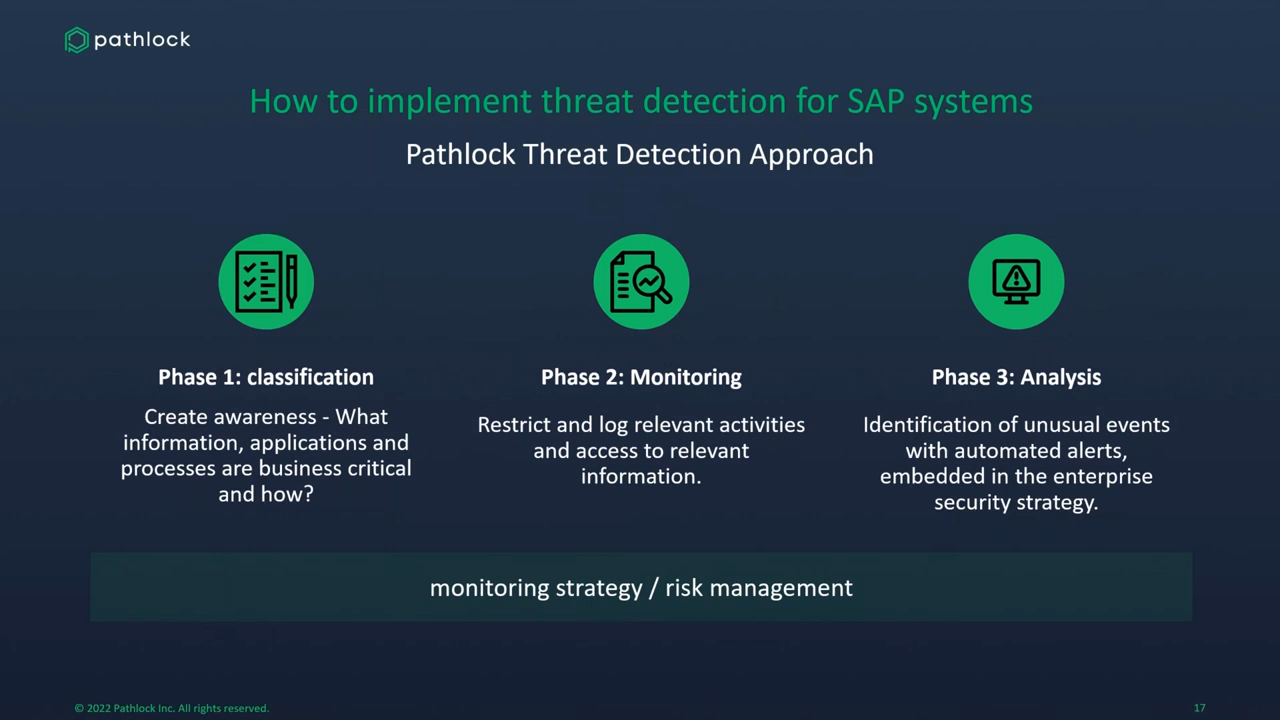 pathlock
How to implement threat detection for SAP systems
Pathlock Threat Detection Approach
Phase 1: classification
Create awareness - What
information, applications and
processes are business critical
and how?
Phase 2: Monitoring
Restrict and log relevant activities
and access to relevant
information.
Phase 3: Analysis
Identification of unusual events
with automated alerts,
embedded in the enterprise
security strategy.
monitoring strategy / risk management
© 2022 Pathlock Inc. All rights reserved.
17